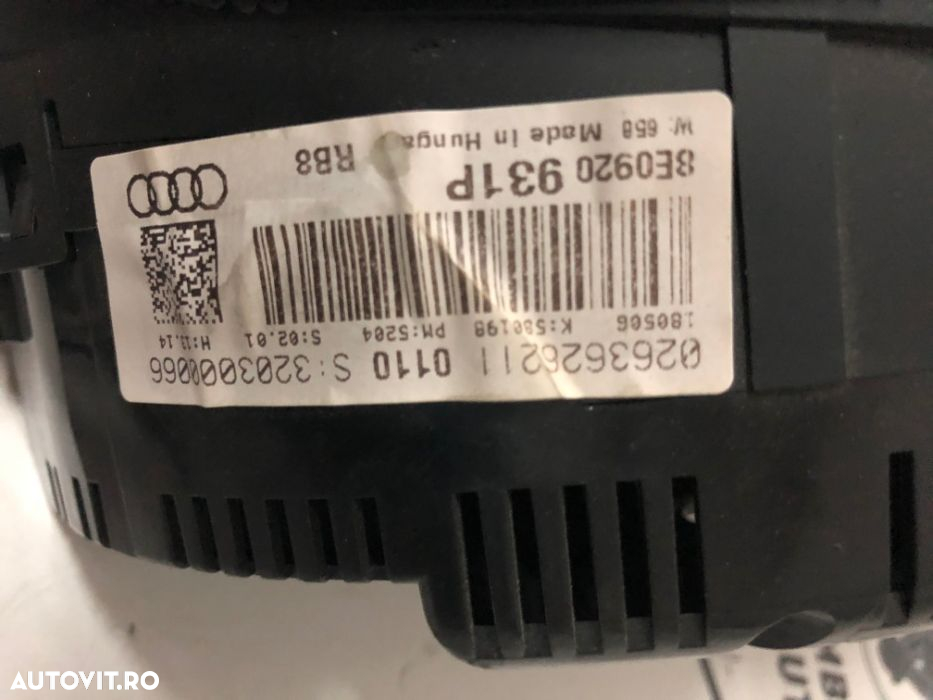 0263626211 0110 S:3203000066
180506 K:580198 PM:5204 S:02.01 H:13.14
8E0920 931P RB8
W: 658 Made in Hunga
AUTOVIT.RO